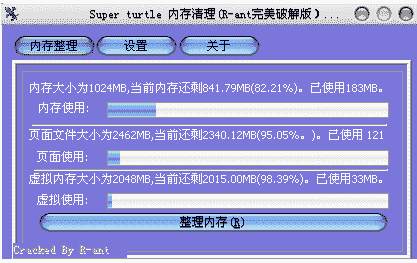 Super turtle 内存清理(R-ant完美破解版)...
内存整理 设置 关于
内存大小为1024MB,当前内存还剩841.79MB(82.21%)。已使用183MB。
内存使用:
页面文件大小为2462MB,当前还剩2340.12MB(95.05%。)。已使用 121
页面使用:
虚拟内存大小为2048MB,当前还剩2015.00MB(98.39%)。已使用33MB。
虚拟使用:
整理内存(R)
Cracked By R-ant